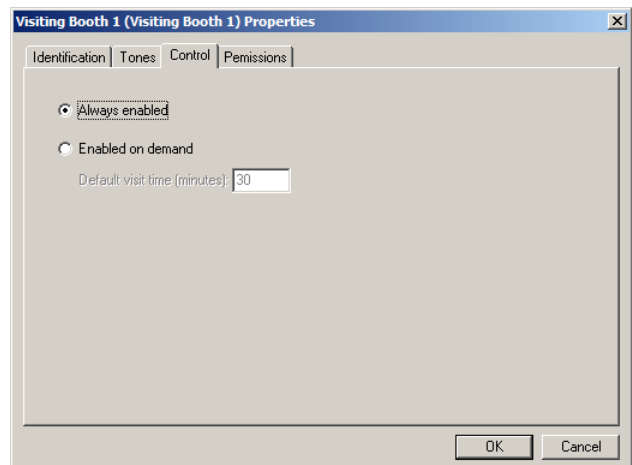 Visiting Booth 1 (Visiting Booth 1) Properties
Identification Tones Control Pemissions
Always enabled
Enabled on demand
Default visit time (minutes): 30
OK Cancel